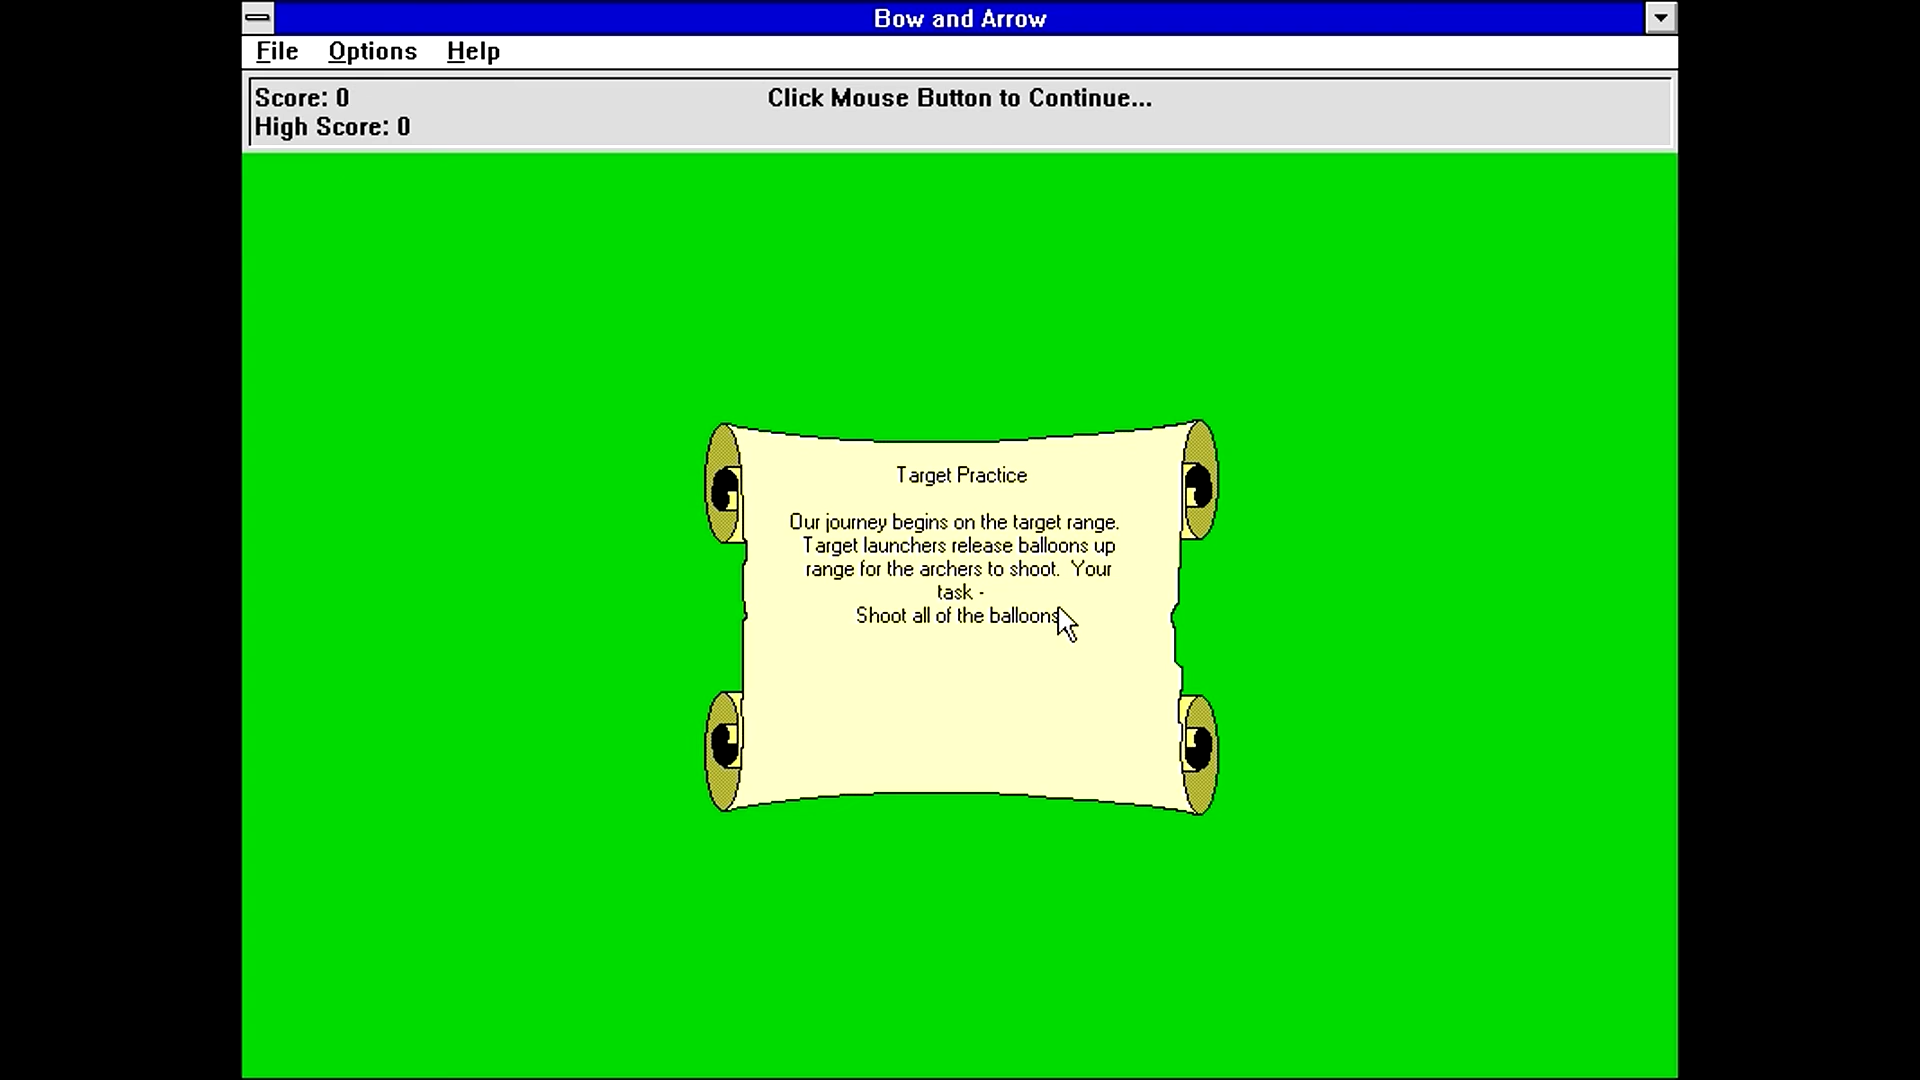 Bow and Arrow
File Options Help
Score: 0 Click Mouse Button to Continue...
High Score: 0
Target Practice
Our journey begins on the target range.
Target launchers release balloons up
range for the archers to shoot. Your
task -
Shoot all of the balloons